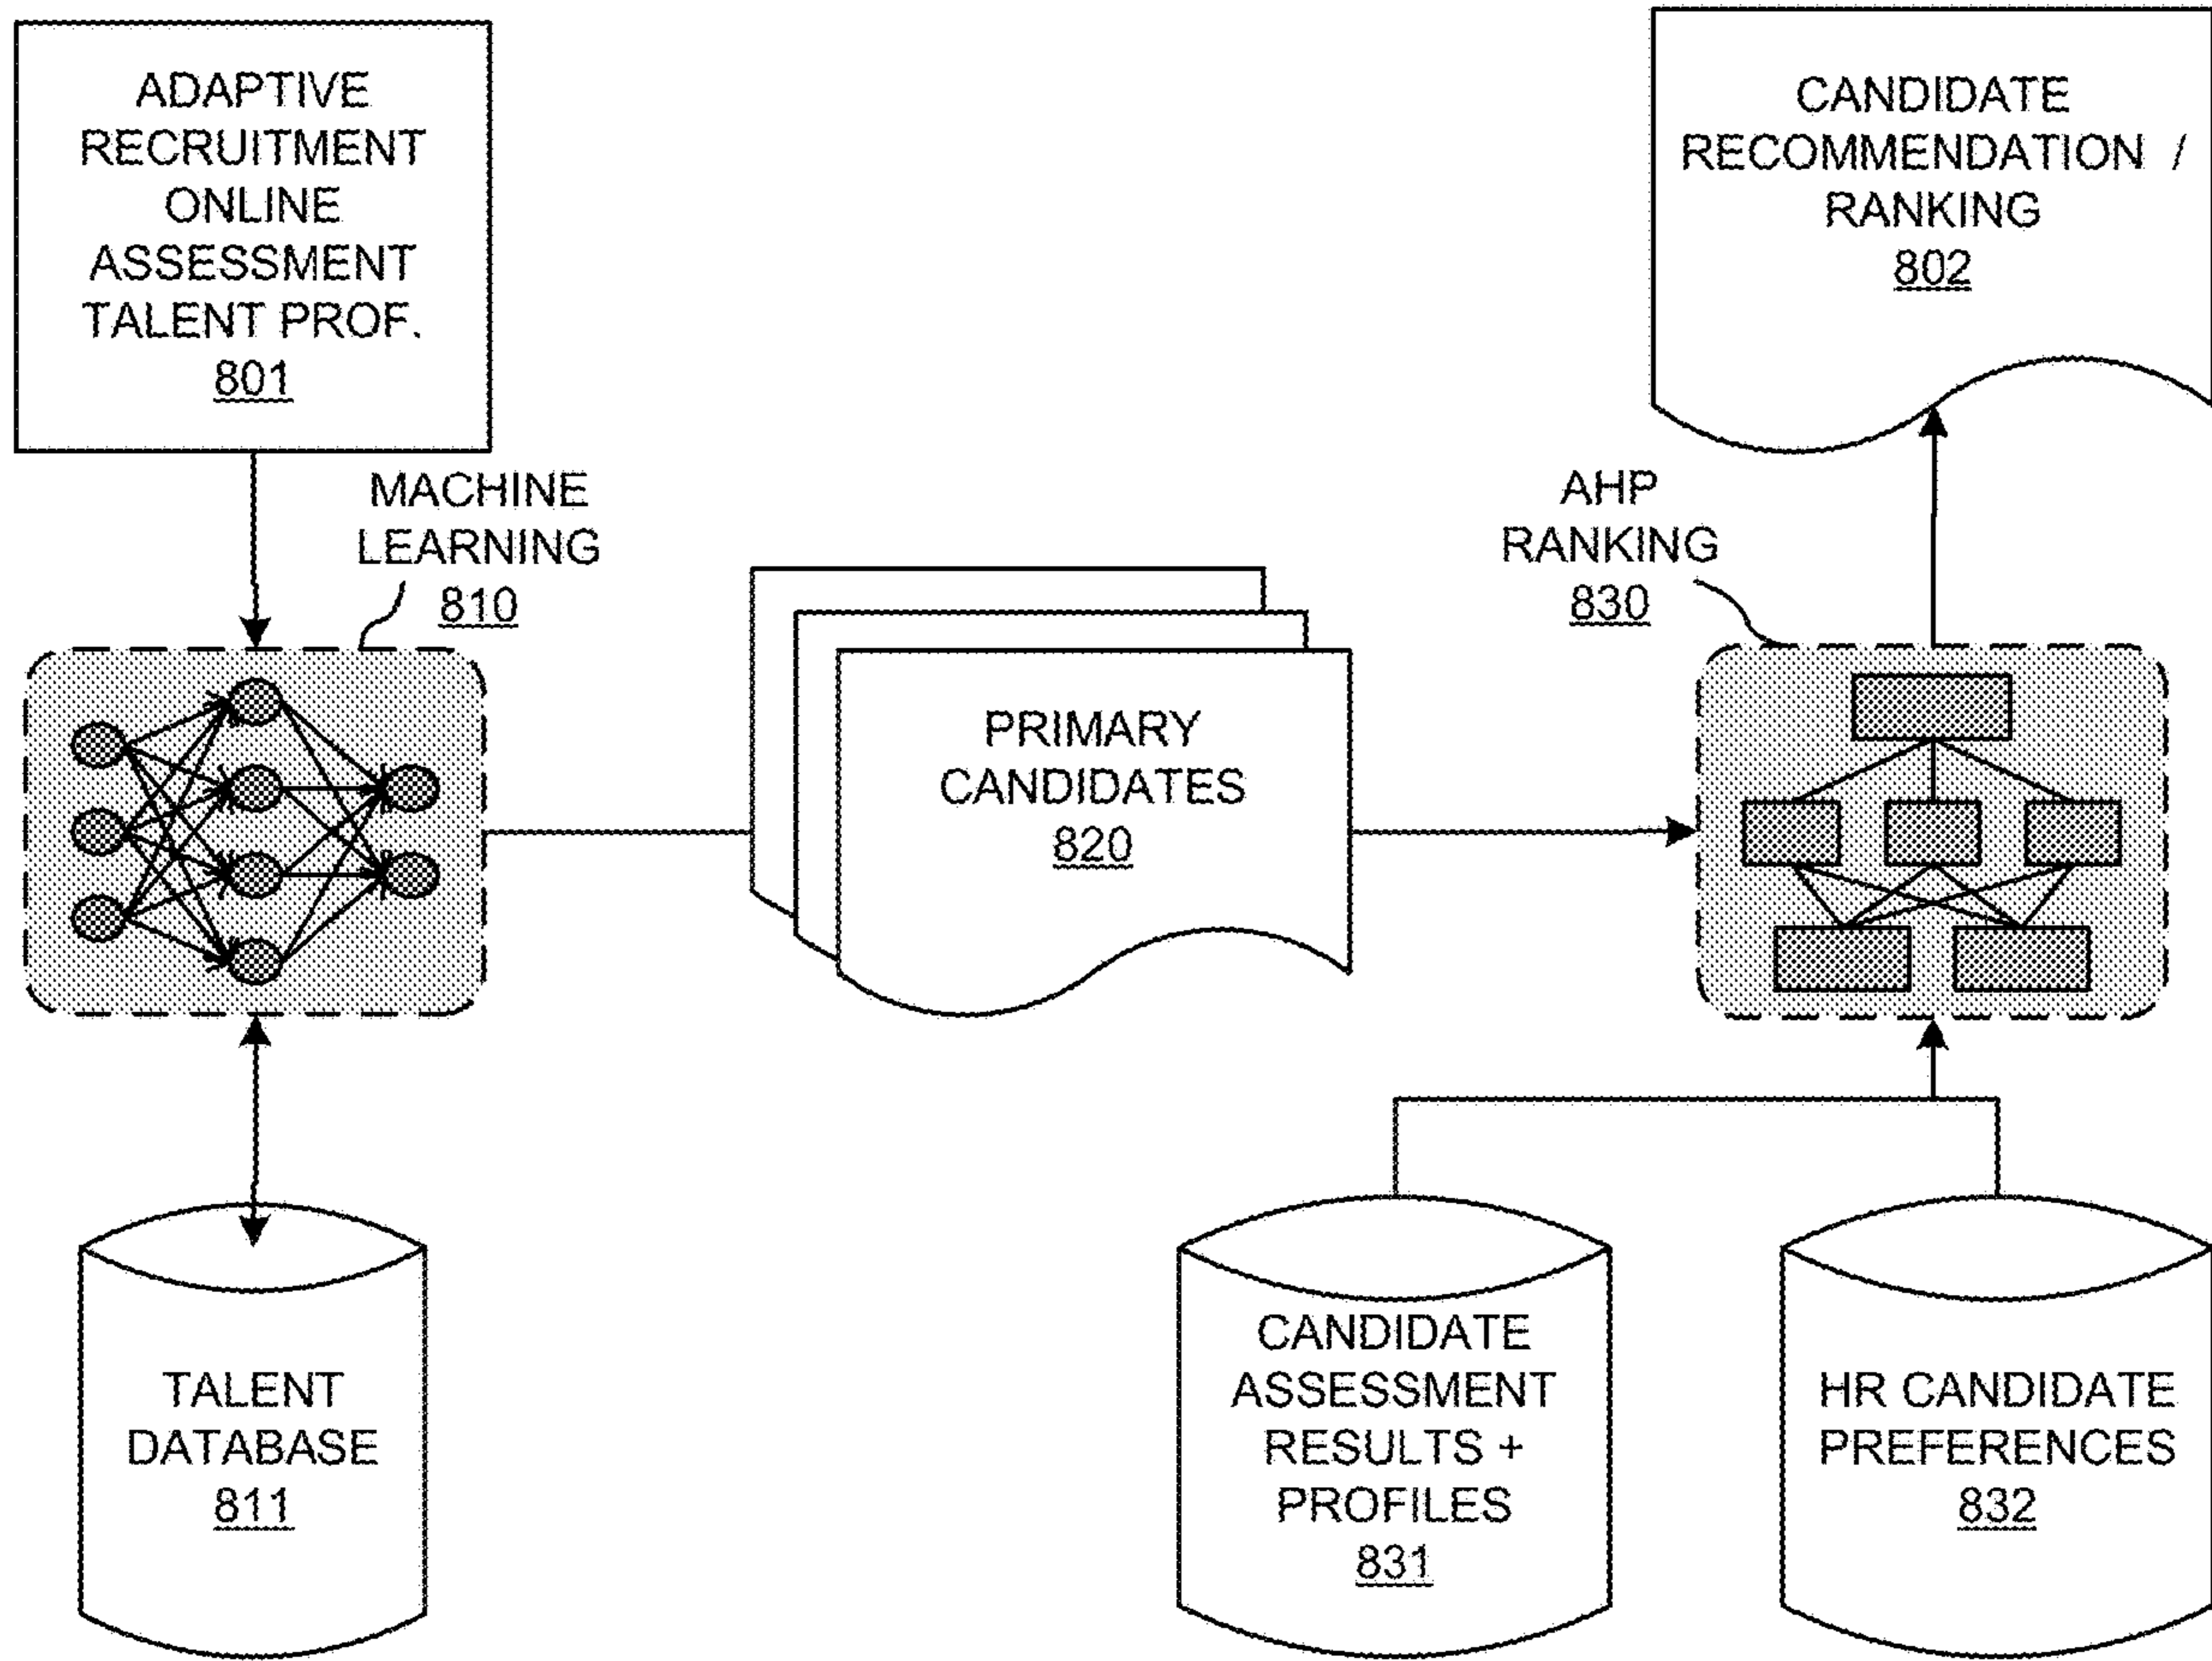 ADAPTIVE
RECRUITMENT
ONLINE
ASSESSMENT
TALENT PROF.
801
CANDIDATE
RECOMMENDATION /
RANKING
802
MACHINE
LEARNING
810
AHP
RANKING
830
PRIMARY
CANDIDATES
820
TALENT
DATABASE
811
CANDIDATE
ASSESSMENT
RESULTS +
PROFILES
831
HR CANDIDATE
PREFERENCES
832